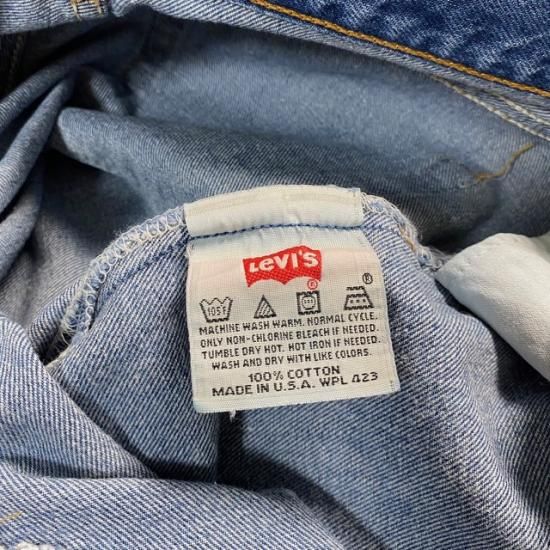 Levi's
®
®
105F
MACHINE WASH WARM. NORMAL CYCLE.
ONLY NON-CHLORINE BLEACH IF NEEDED.
TUMBLE DRY HOT. HOT IRON IF NEEDED.
WASH AND DRY WITH LIKE COLORS.
100% COTTON
MADE IN U.S.A. WPL 423